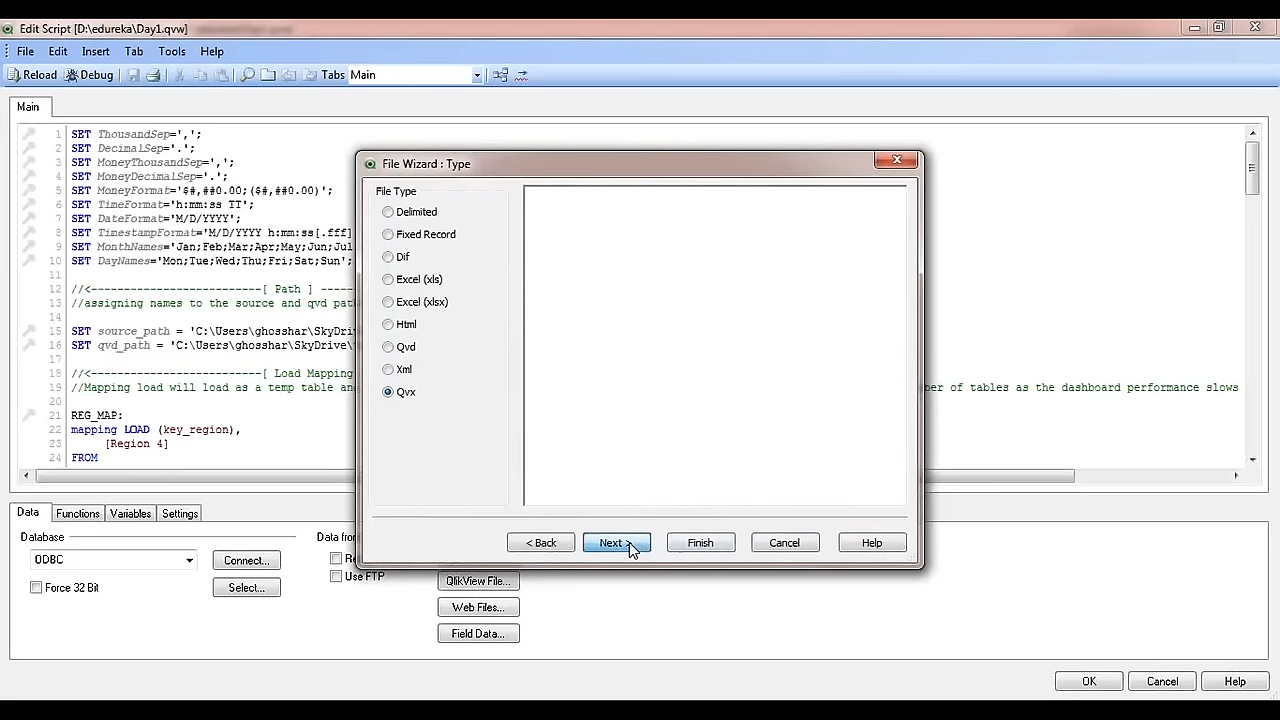 Edit Script [D:\edureka\Day1.qvw]
File Edit Insert Tab Tools Help
Reload Debug Tabs Main
Main
1 SET ThousandSep=',';
2 SET DecimalSep='.';
3 SET MoneyThousandSep=',';
4 SET MoneyDecimalSep='.';
5 SET MoneyFormat='$#,##0.00;($#,##0.00)';
6 SET TimeFormat='h:mm:ss TT';
7 SET DateFormat='M/D/YYYY';
8 SET TimestampFormat='M/D/YYYY h:mm:ss[.fff]
9 SET MonthNames='Jan;Feb;Mar;Apr;May;Jun;Jul
10 SET DayNames='Mon;Tue;Wed;Thu;Fri;Sat;Sun';
11
12 //<-------------------------[ Path ] -----
13 //assigning names to the source and qvd pat
14
15 SET source_path = 'C:\Users\ghosshar\SkyDriv
16 SET qvd_path = 'C:\Users\ghosshar\SkyDrive\
17
18 //<-------------------------[ Load Mapping
19 //Mapping load will load as a temp table an ber of tables as the dashboard performance slows
20
21 REG_MAP:
22 mapping LOAD (key_region),
23 [Region 4]
24 FROM
File Wizard : Type
File Type
Delimited
Fixed Record
Dif
Excel (xls)
Excel (xlsx)
Html
Qvd
Xml
Qvx
< Back Next > Finish Cancel Help
Data Functions Variables Settings
Database Data from
ODBC Connect... Re
Force 32 Bit Select... Use FTP QlikView File...
Web Files...
Field Data...
OK Cancel Help